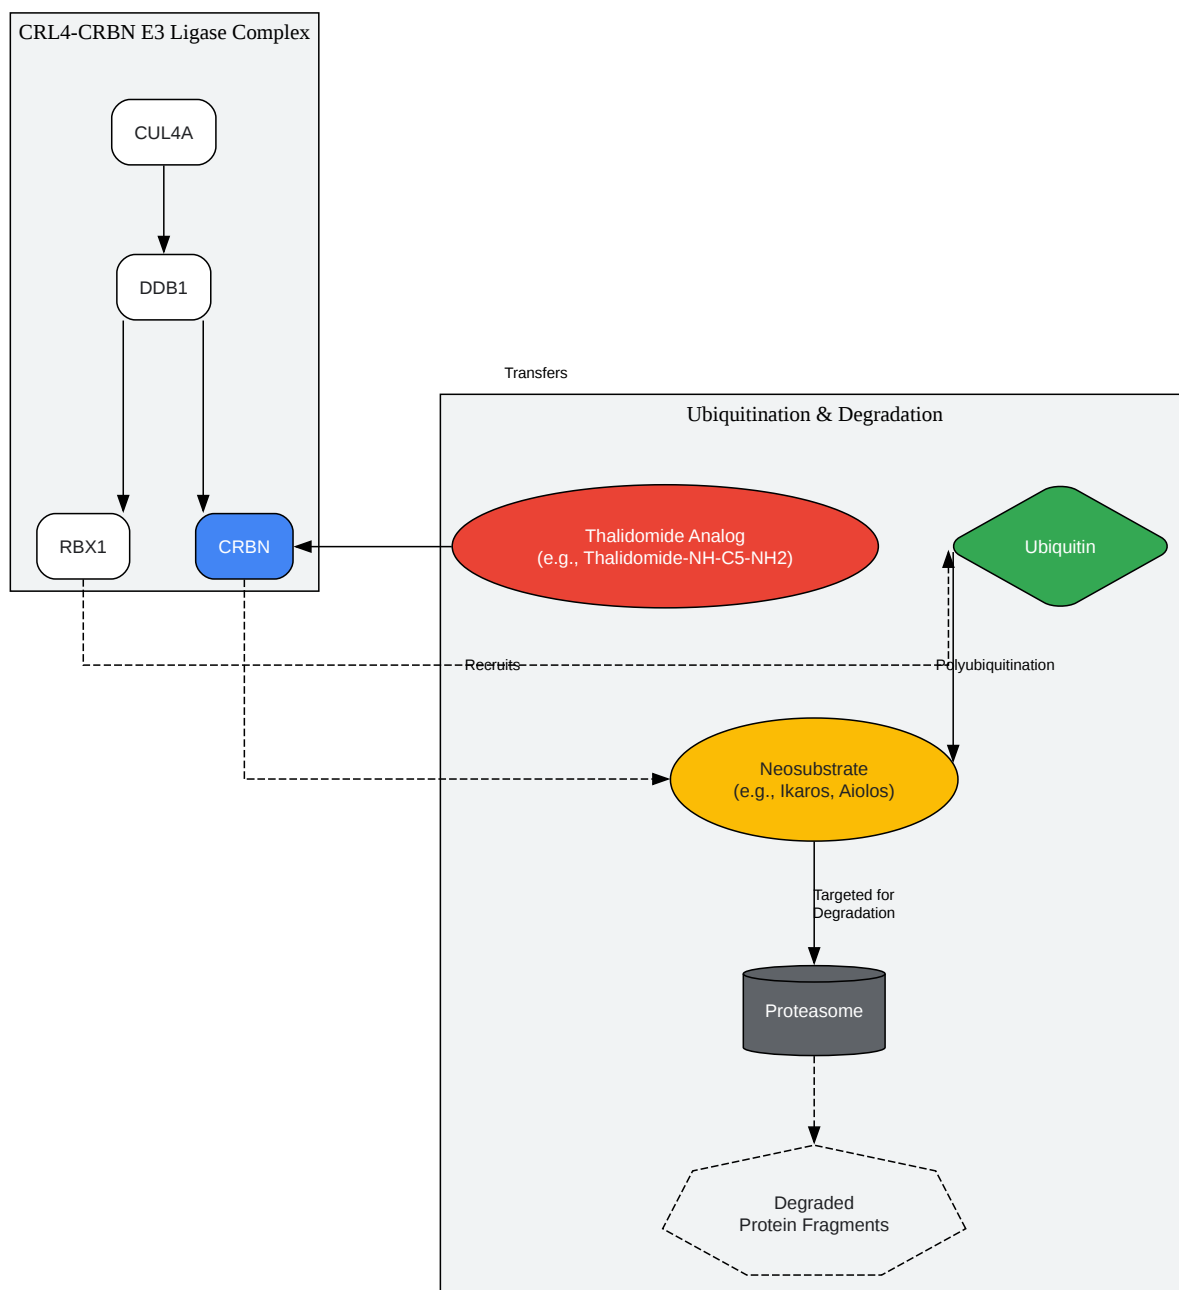 CRL4-CRBN E3 Ligase Complex
CUL4A
DDB1
RBX1
CRBN
Transfers
Ubiquitination & Degradation
Thalidomide Analog
(e.g., Thalidomide-NH-C5-NH2)
Ubiquitin
Recruits
Polyubiquitination
Neosubstrate
(e.g., Ikaros, Aiolos)
Targeted for
Degradation
Proteasome
Degraded
Protein Fragments